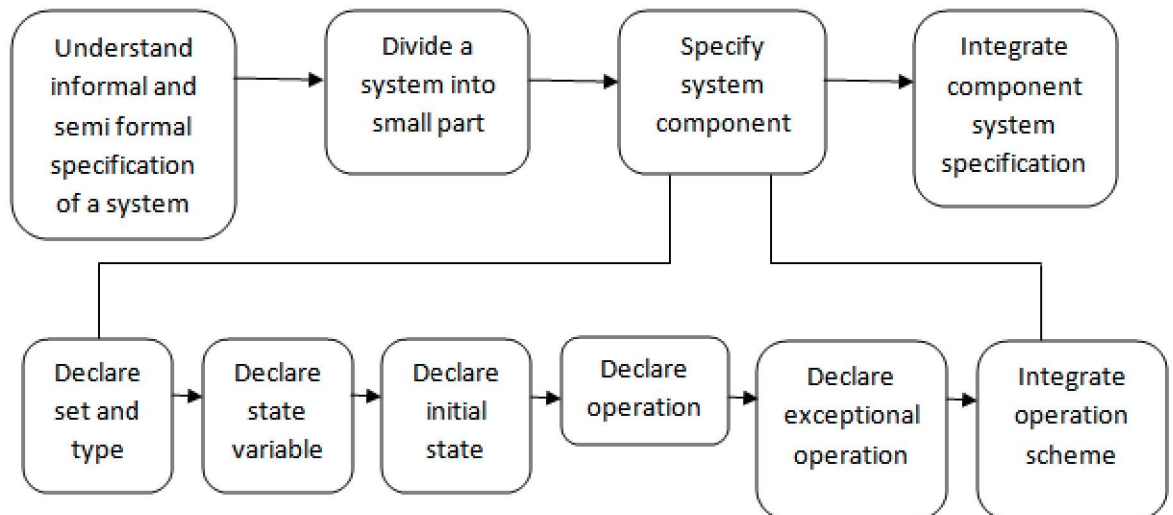 Understand
informal and
semi formal
specification
of a system
Divide a
system into
small part
Specify
system
component
Integrate
component
system
specification
Declare
set and
type
Declare
state
variable
Declare
initial
state
Declare
operation
Declare
exceptional
operation
Integrate
operation
scheme